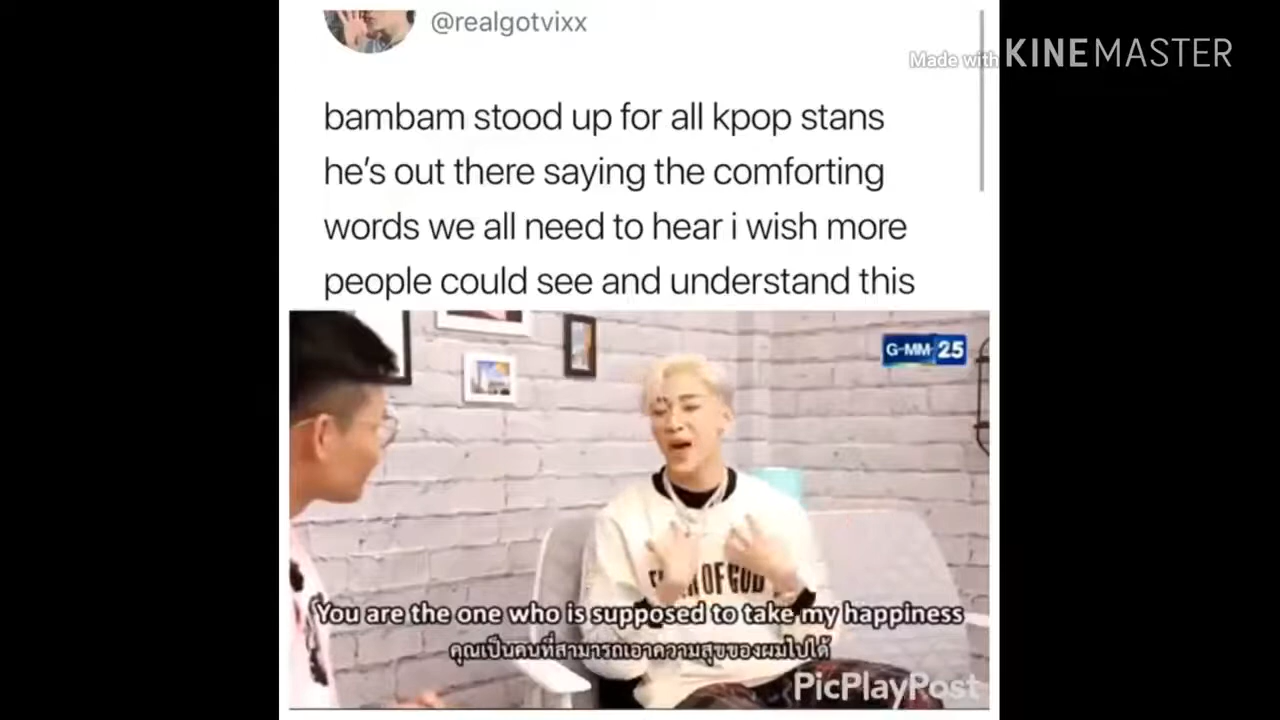 @realgotvixx
Made with KINEMASTER
bambam stood up for all kpop stans
he's out there saying the comforting
words we all need to hear i wish more
people could see and understand this
G-MM 25
OF GOD
You are the one who is supposed to take my happiness
คุณเป็นคนที่สามารถเอาความสุขของผมไปได้
PicPlayPost